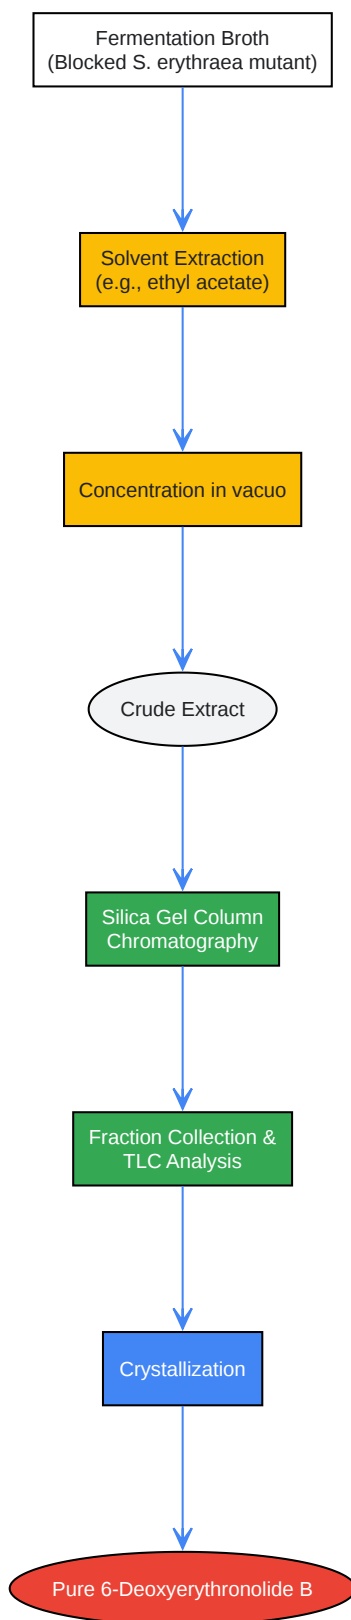 Fermentation Broth
(Blocked S. erythraea mutant)
Solvent Extraction
(e.g., ethyl acetate)
Concentration in vacuo
Crude Extract
Silica Gel Column
Chromatography
Fraction Collection &
TLC Analysis
Crystallization
Pure 6-Deoxyerythronolide B